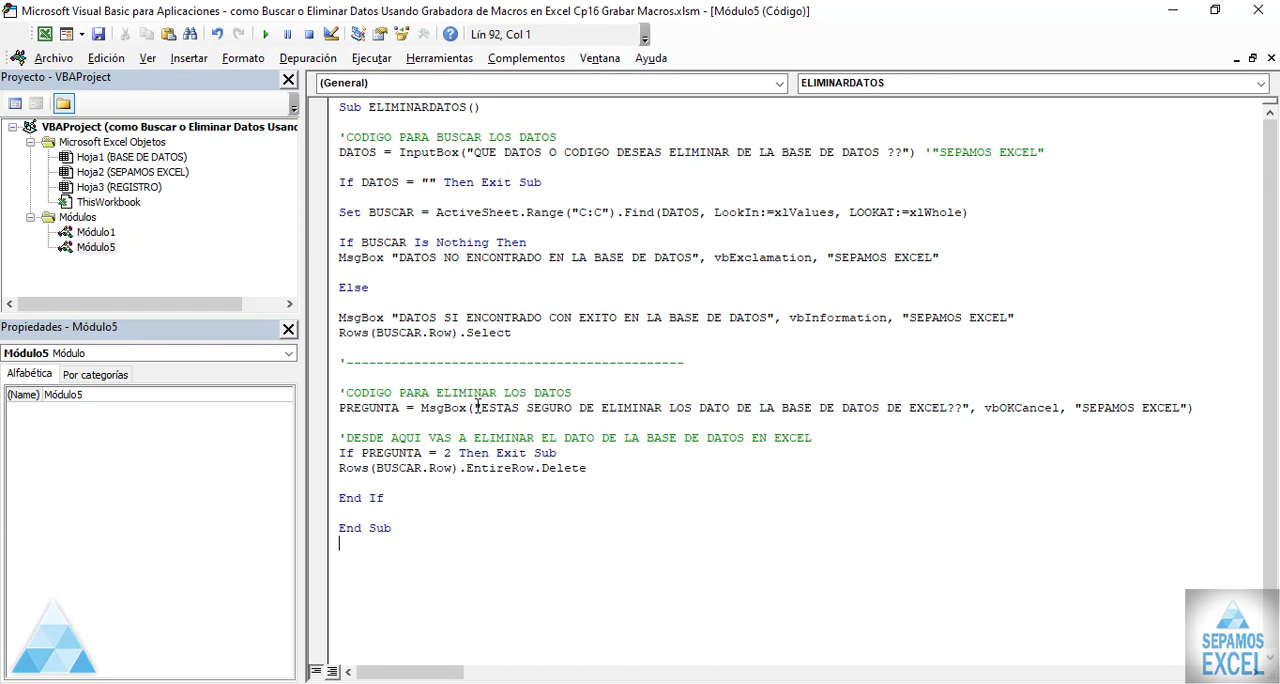 Microsoft Visual Basic para Aplicaciones - como Buscar o Eliminar Datos Usando Grabadora de Macros en Excel Cp16 Grabar Macros.xlsm - [Módulo5 (Código)]
Lín 92, Col 1
Archivo Edición Ver Insertar Formato Depuración Ejecutar Herramientas Complementos Ventana Ayuda
Proyecto - VBAProject
VBAProject (como Buscar o Eliminar Datos Usand
Microsoft Excel Objetos
Hoja1 (BASE DE DATOS)
Hoja2 (SEPAMOS EXCEL)
Hoja3 (REGISTRO)
ThisWorkbook
Módulos
Módulo1
Módulo5
Propiedades - Módulo5
Módulo5 Módulo
Alfabética Por categorías
(Name) Módulo5
(General) ELIMINARDATOS
Sub ELIMINARDATOS()
'CODIGO PARA BUSCAR LOS DATOS
DATOS = InputBox("QUE DATOS O CODIGO DESEAS ELIMINAR DE LA BASE DE DATOS ??") '"SEPAMOS EXCEL"
If DATOS = "" Then Exit Sub
Set BUSCAR = ActiveSheet.Range("C:C").Find(DATOS, LookIn:=xlValues, LOOKAT:=xlWhole)
If BUSCAR Is Nothing Then
MsgBox "DATOS NO ENCONTRADO EN LA BASE DE DATOS", vbExclamation, "SEPAMOS EXCEL"
Else
MsgBox "DATOS SI ENCONTRADO CON EXITO EN LA BASE DE DATOS", vbInformation, "SEPAMOS EXCEL"
Rows(BUSCAR.Row).Select
'---------------------------------------------
'CODIGO PARA ELIMINAR LOS DATOS
PREGUNTA = MsgBox("ESTAS SEGURO DE ELIMINAR LOS DATO DE LA BASE DE DATOS DE EXCEL??", vbOKCancel, "SEPAMOS EXCEL")
'DESDE AQUI VAS A ELIMINAR EL DATO DE LA BASE DE DATOS EN EXCEL
If PREGUNTA = 2 Then Exit Sub
Rows(BUSCAR.Row).EntireRow.Delete
End If
End Sub
SEPAMOS
EXCEL